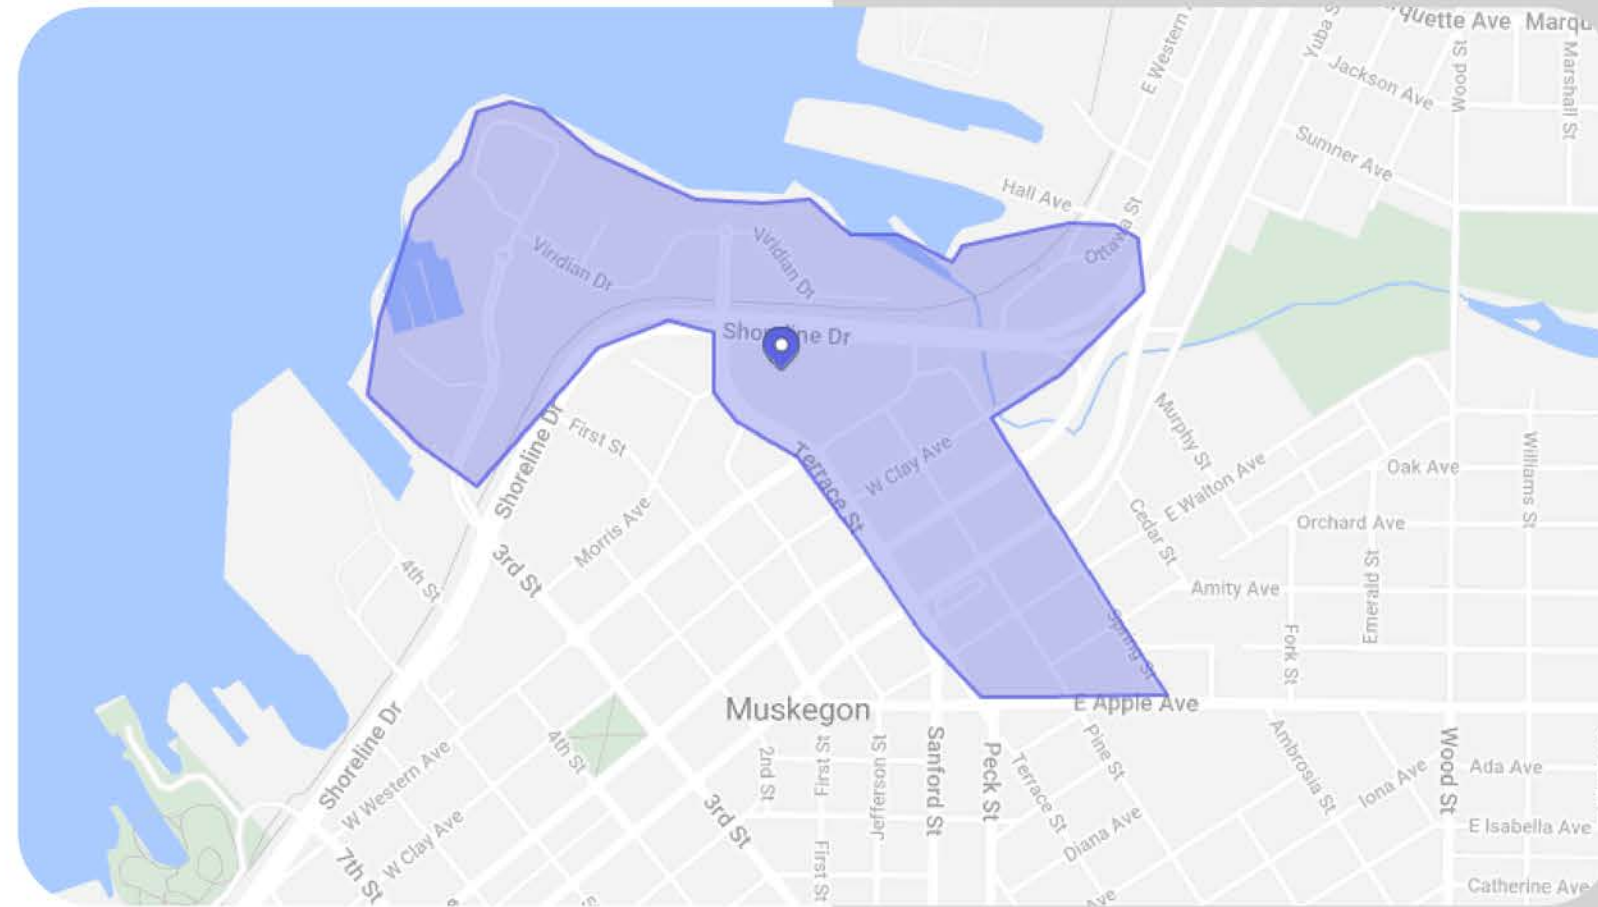 E Western
Yuba S
rquette Ave
Marqu
Wood St
Marshall St
Jackson Ave
Sumner Ave
Hall Ave
Ottawa St
Viridian Dr
Viridian Dr
Shoreline Dr
Shoreline Dr
First St
Morris Ave
Terrace St
W Clay Ave
Murphy St
E Walton Ave
Oak Ave
Williams St
Orchard Ave
Cedar St
Amity Ave
Emerald St
Fork St
Spring St
4th St
3rd St
Muskegon
E Apple Ave
Shoreline Dr
W Western Ave
4th St
2nd St
First St
Jefferson St
Sanford St
Peck St
Terrace St
Pine St
Ambrosia St
Iona Ave
Wood St
Ada Ave
E Isabella Ave
Catherine Ave
Diana Ave
3rd St
W Clay Ave
7th St
First St
Ave